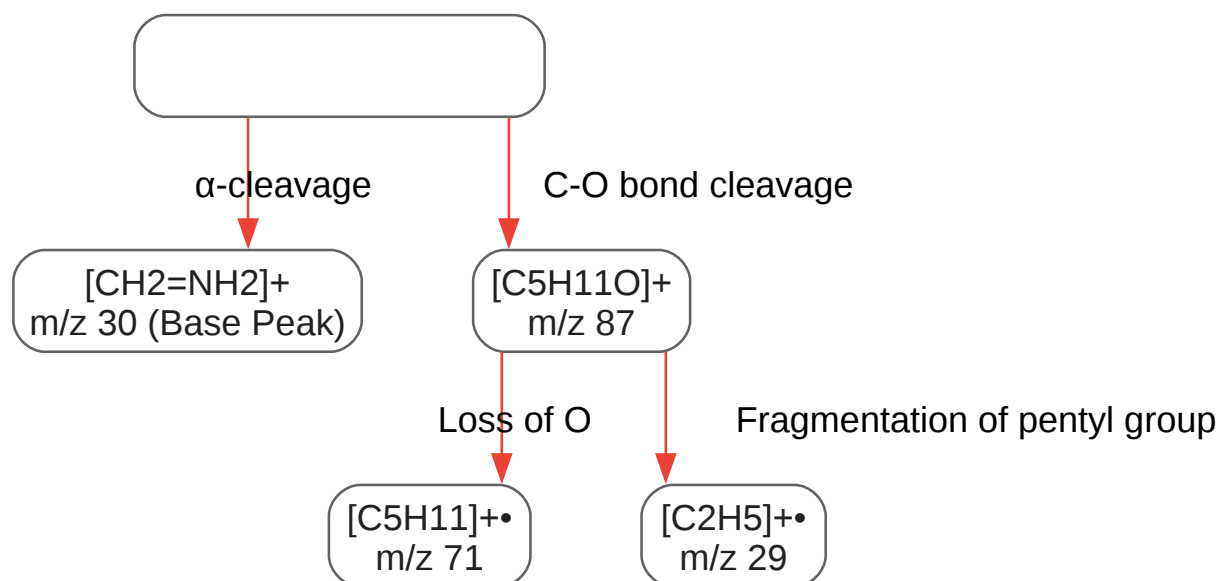 α-cleavage
C-O bond cleavage
[CH2=NH2]+
m/z 30 (Base Peak)
[C5H11O]+
m/z 87
Loss of O
Fragmentation of pentyl group
[C5H11]+•
m/z 71
[C2H5]+•
m/z 29